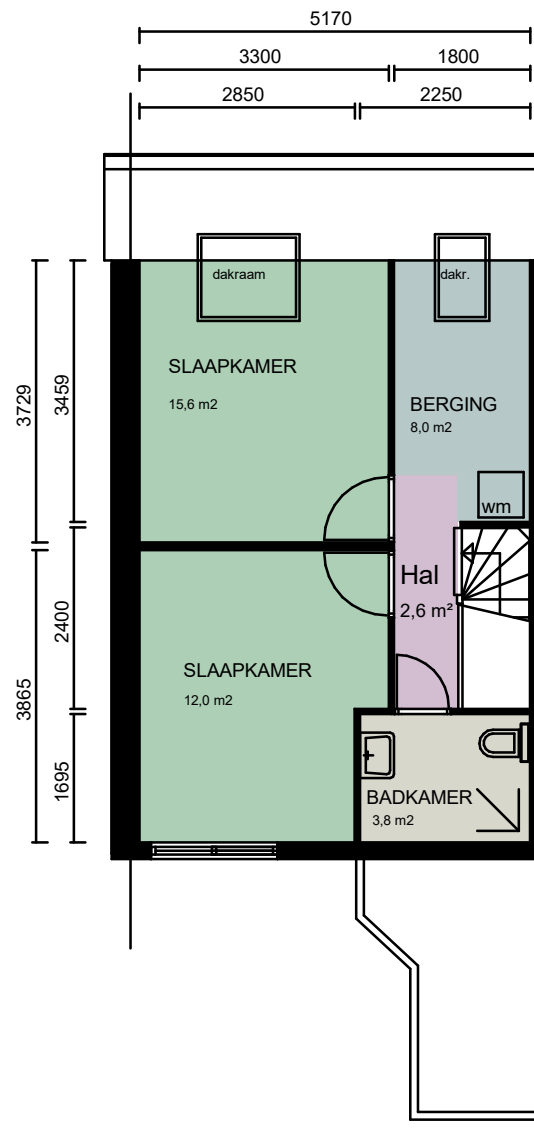 5170
3300 1800
2850 2250
dakraam dakr.
3729 3459
SLAAPKAMER
15,6 m2
BERGING
8,0 m2
wm
Hal
2,6 m²
2400
3865
SLAAPKAMER
12,0 m2
1695
BADKAMER
3,8 m2